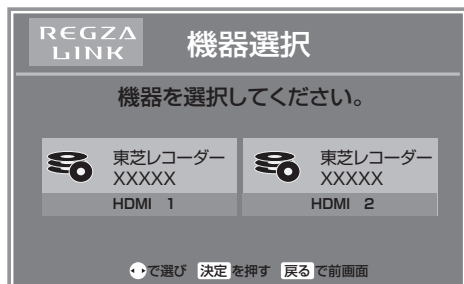 REGZA
LINK
機器選択
機器を選択してください。
東芝レコーダー
XXXXX
HDMI 1
東芝レコーダー
XXXXX
HDMI 2
で選び 決定 を押す 戻る で前画面